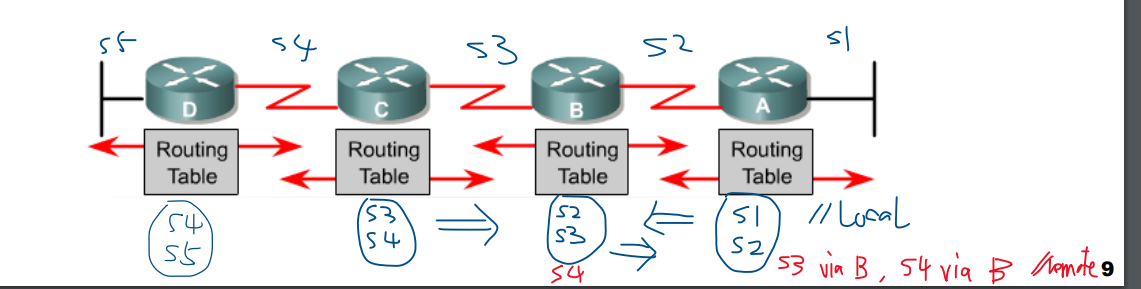 S5 S4 S3 S2 S1
D C B A
Routing Table Routing Table Routing Table Routing Table
S4 S5
S3 S4
S2 S3
S4
S1 S2
// Local
S3 via B, S4 via B // remote
9